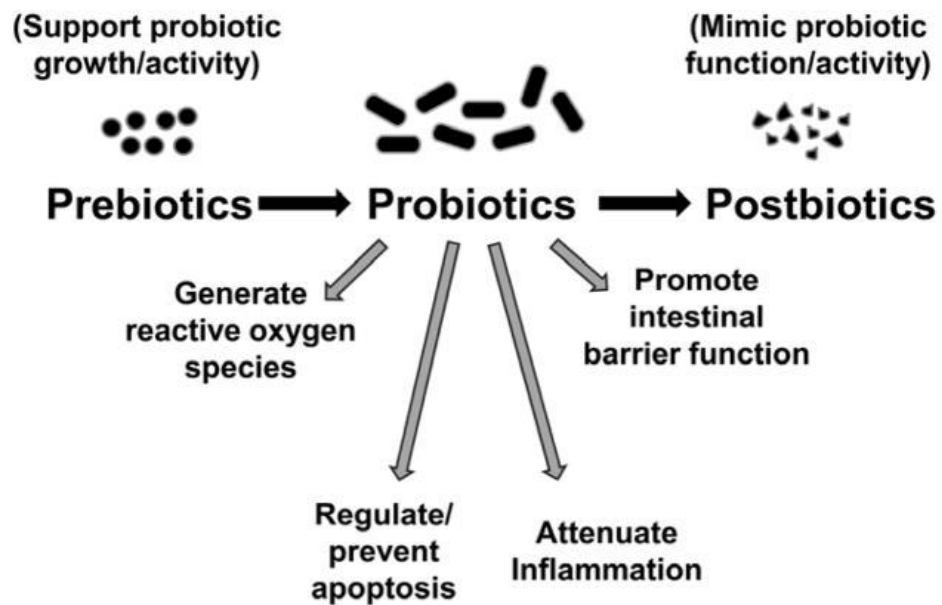 (Support probiotic
growth/activity)
(Mimic probiotic
function/activity)
Prebiotics
Probiotics
Postbiotics
Generate
reactive oxygen
species
Promote
intestinal
barrier function
Regulate/
prevent
apoptosis
Attenuate
Inflammation